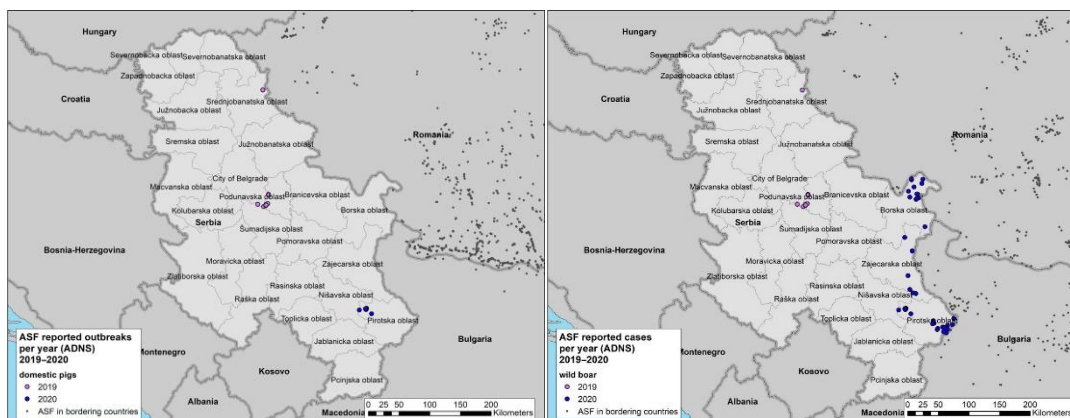 Hungary
Severnobacka oblast
Severnobanatska oblast
Zapadnobacka oblast
Croatia
Srednjobanatska oblast
Južnobacka oblast
Romania
Sremska oblast
Južnobanatska oblast
City of Belgrade
Macvanska oblast
Podunavska oblast
Branicevska oblast
Kolubarska oblast
Borska oblast
Serbia
Šumadijska oblast
Bosnia-Herzegovina
Pomoravska oblast
Moravicka oblast
Zajecarska oblast
Zlatiborska oblast
Rasinska oblast
Raška oblast
Nišavska oblast
Toplicka oblast
Pirotska oblast
Jablanicka oblast
Bulgaria
Montenegro
Kosovo
Pcinjska oblast
Albania
Macedonia
ASF reported outbreaks
per year (ADNS)
2019–2020
domestic pigs
2019
2020
ASF in bordering countries
0 25 50 100 150 200
Kilometers
Hungary
Severnobacka oblast
Severnobanatska oblast
Zapadnobacka oblast
Croatia
Srednjobanatska oblast
Južnobacka oblast
Romania
Sremska oblast
Južnobanatska oblast
City of Belgrade
Macvanska oblast
Podunavska oblast
Branicevska oblast
Kolubarska oblast
Borska oblast
Serbia
Šumadijska oblast
Bosnia-Herzegovina
Pomoravska oblast
Moravicka oblast
Zajecarska oblast
Zlatiborska oblast
Rasinska oblast
Raška oblast
Nišavska oblast
Toplicka oblast
Pirotska oblast
Jablanicka oblast
Bulgaria
Montenegro
Kosovo
Pcinjska oblast
Albania
Macedonia
ASF reported cases
per year (ADNS)
2019–2020
wild boar
2019
2020
ASF in bordering countries
0 25 50 100 150 200
Kilometers